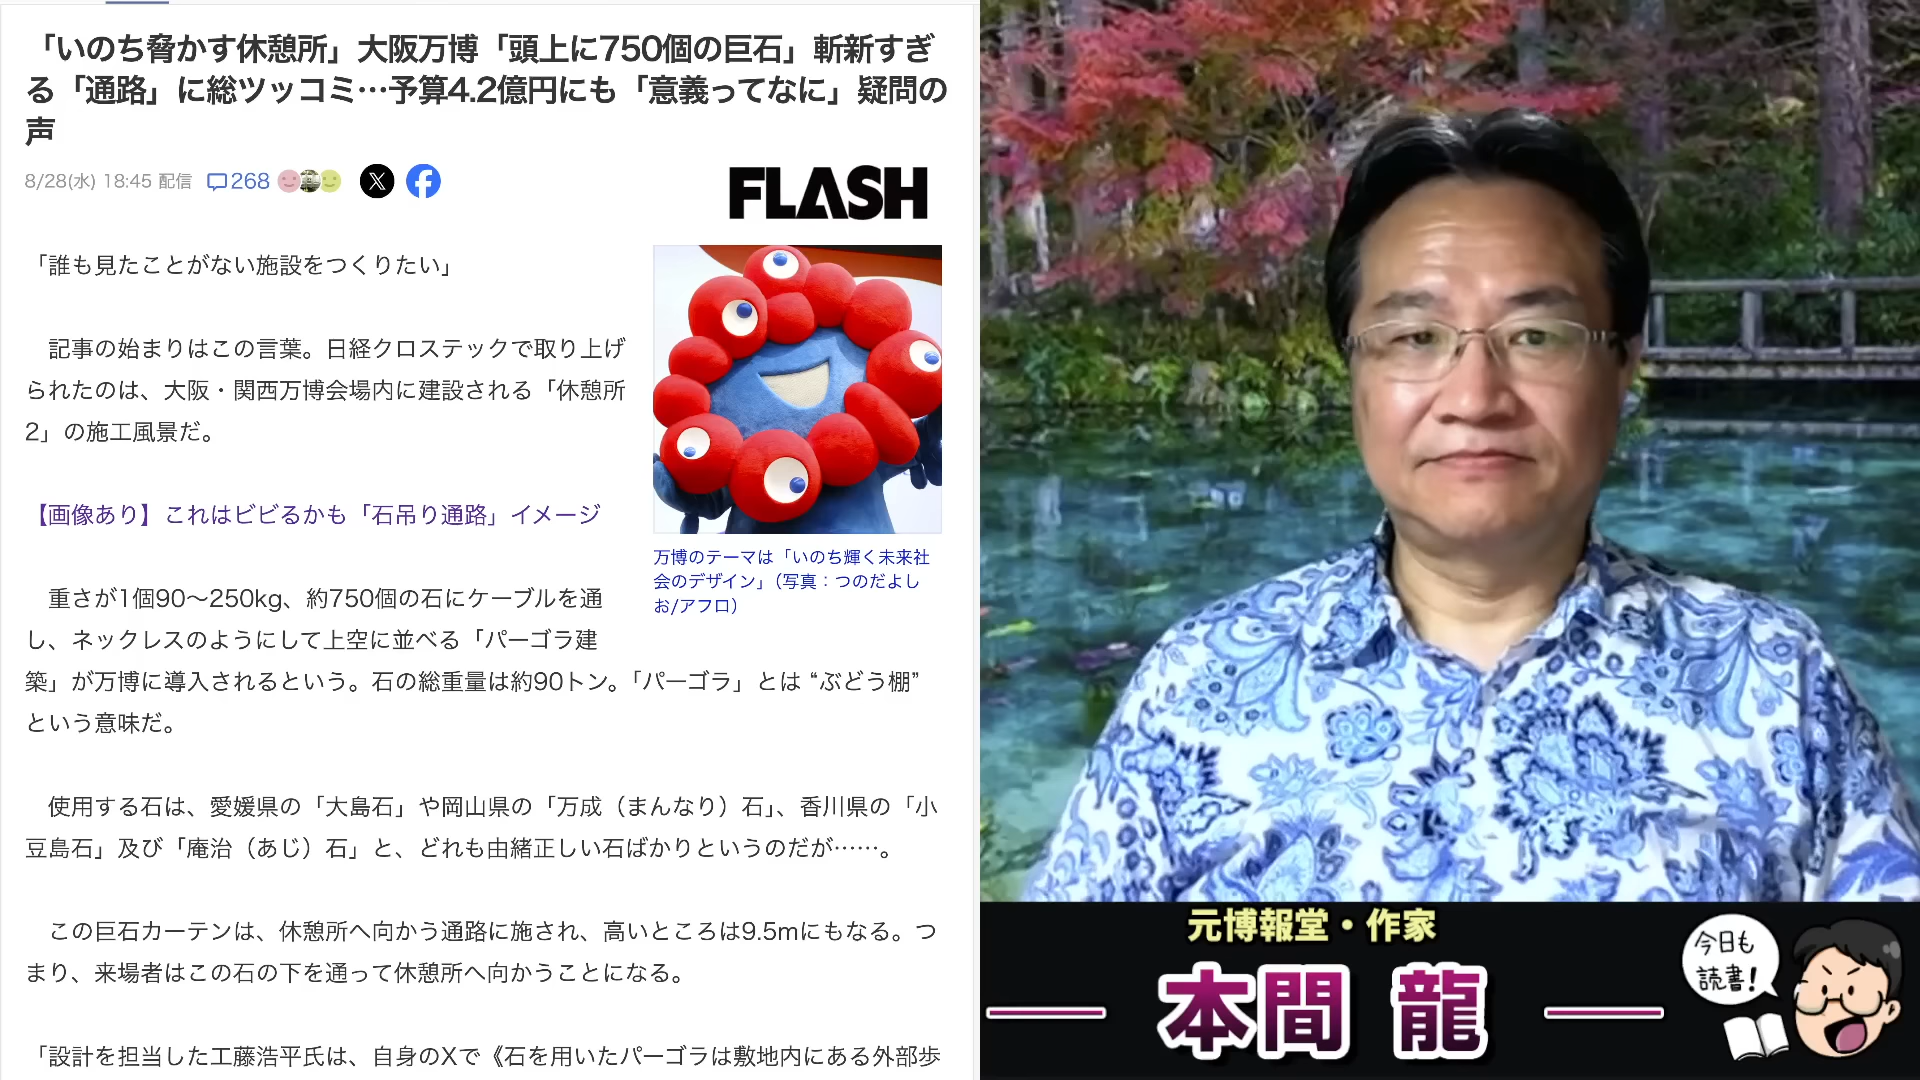 「いのち脅かす休憩所」大阪万博「頭上に750個の巨石」斬新すぎ
る「通路」に総ツッコミ…予算4.2億円にも「意義ってなに」疑問の
声
8/28(水) 18:45 配信 268
FLASH
「誰も見たことがない施設をつくりたい」
記事の始まりはこの言葉。日経クロステックで取り上げ
られたのは、大阪・関西万博会場内に建設される「休憩所
2」の施工風景だ。
【画像あり】これはビビるかも「石吊り通路」イメージ
万博のテーマは「いのち輝く未来社
会のデザイン」（写真：つのだよし
お/アフロ）
重さが1個90〜250kg、約750個の石にケーブルを通
し、ネックレスのようにして上空に並べる「パーゴラ建
築」が万博に導入されるという。石の総重量は約90トン。「パーゴラ」とは “ぶどう棚”
という意味だ。
使用する石は、愛媛県の「大島石」や岡山県の「万成（まんなり）石」、香川県の「小
豆島石」及び「庵治（あじ）石」と、どれも由緒正しい石ばかりというのだが……。
この巨石カーテンは、休憩所へ向かう通路に施され、高いところは9.5mにもなる。つ
まり、来場者はこの石の下を通って休憩所へ向かうことになる。
「設計を担当した工藤浩平氏は、自身のXで《石を用いたパーゴラは敷地内にある外部歩
元博報堂・作家
本間 龍
今日も
読書！